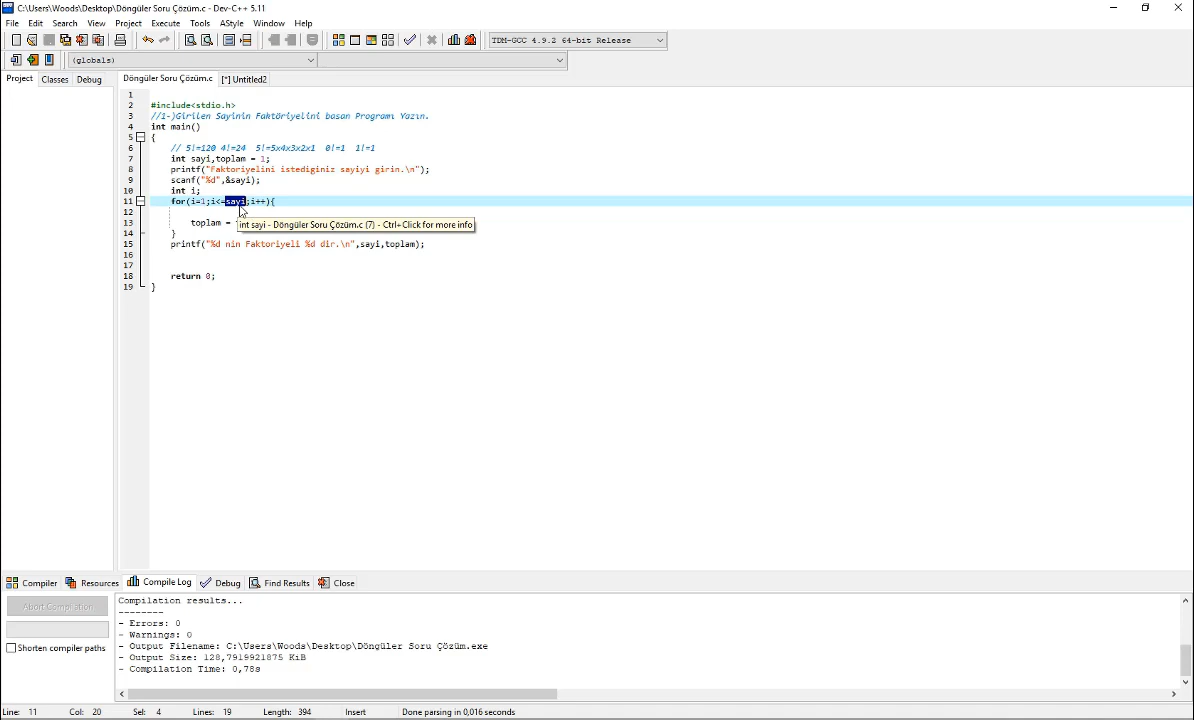 C:\Users\Woods\Desktop\Döngüler Soru Çözüm.c - Dev-C++ 5.11
File Edit Search View Project Execute Tools AStyle Window Help
TDM-GCC 4.9.2 64-bit Release
(globals)
Project Classes Debug Döngüler Soru Çözüm.c [*] Untitled2
1
2 #include<stdio.h>
3 //1-)Girilen Sayinin Faktöriyelini basan Programı Yazın.
4 int main()
5 {
6 // 5!=120 4!=24 5!=5x4x3x2x1 0!=1 1!=1
7 int sayi,toplam = 1;
8 printf("Faktoriyelini istediginiz sayiyi girin.\n");
9 scanf("%d",&sayi);
10 int i;
11 for(i=1;i<=sayi;i++){
12
13 toplam =
int sayi - Döngüler Soru Çözüm.c (7) - Ctrl+Click for more info
14 }
15 printf("%d nin Faktoriyeli %d dir.\n",sayi,toplam);
16
17
18 return 0;
19 }
Compiler Resources Compile Log Debug Find Results Close
Abort Compilation
Shorten compiler paths
Compilation results...
--------
- Errors: 0
- Warnings: 0
- Output Filename: C:\Users\Woods\Desktop\Döngüler Soru Çözüm.exe
- Output Size: 128,7919921875 KiB
- Compilation Time: 0,78s
Line: 11 Col: 20 Sel: 4 Lines: 19 Length: 394 Insert Done parsing in 0,016 seconds